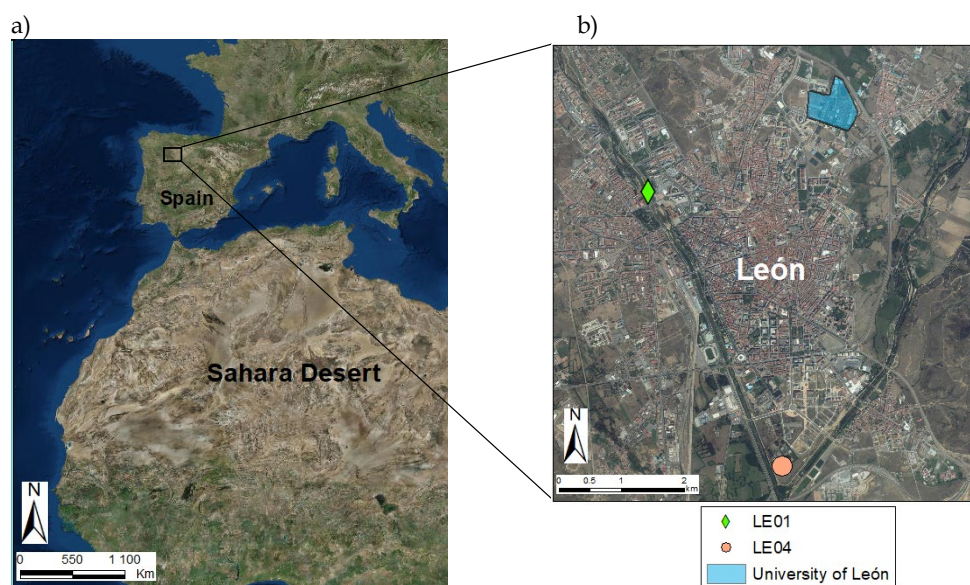 a)
Spain
Sahara Desert
N
0 550 1 100
Km
b)
León
N
0 0.5 1 2
km
LE01
LE04
University of León